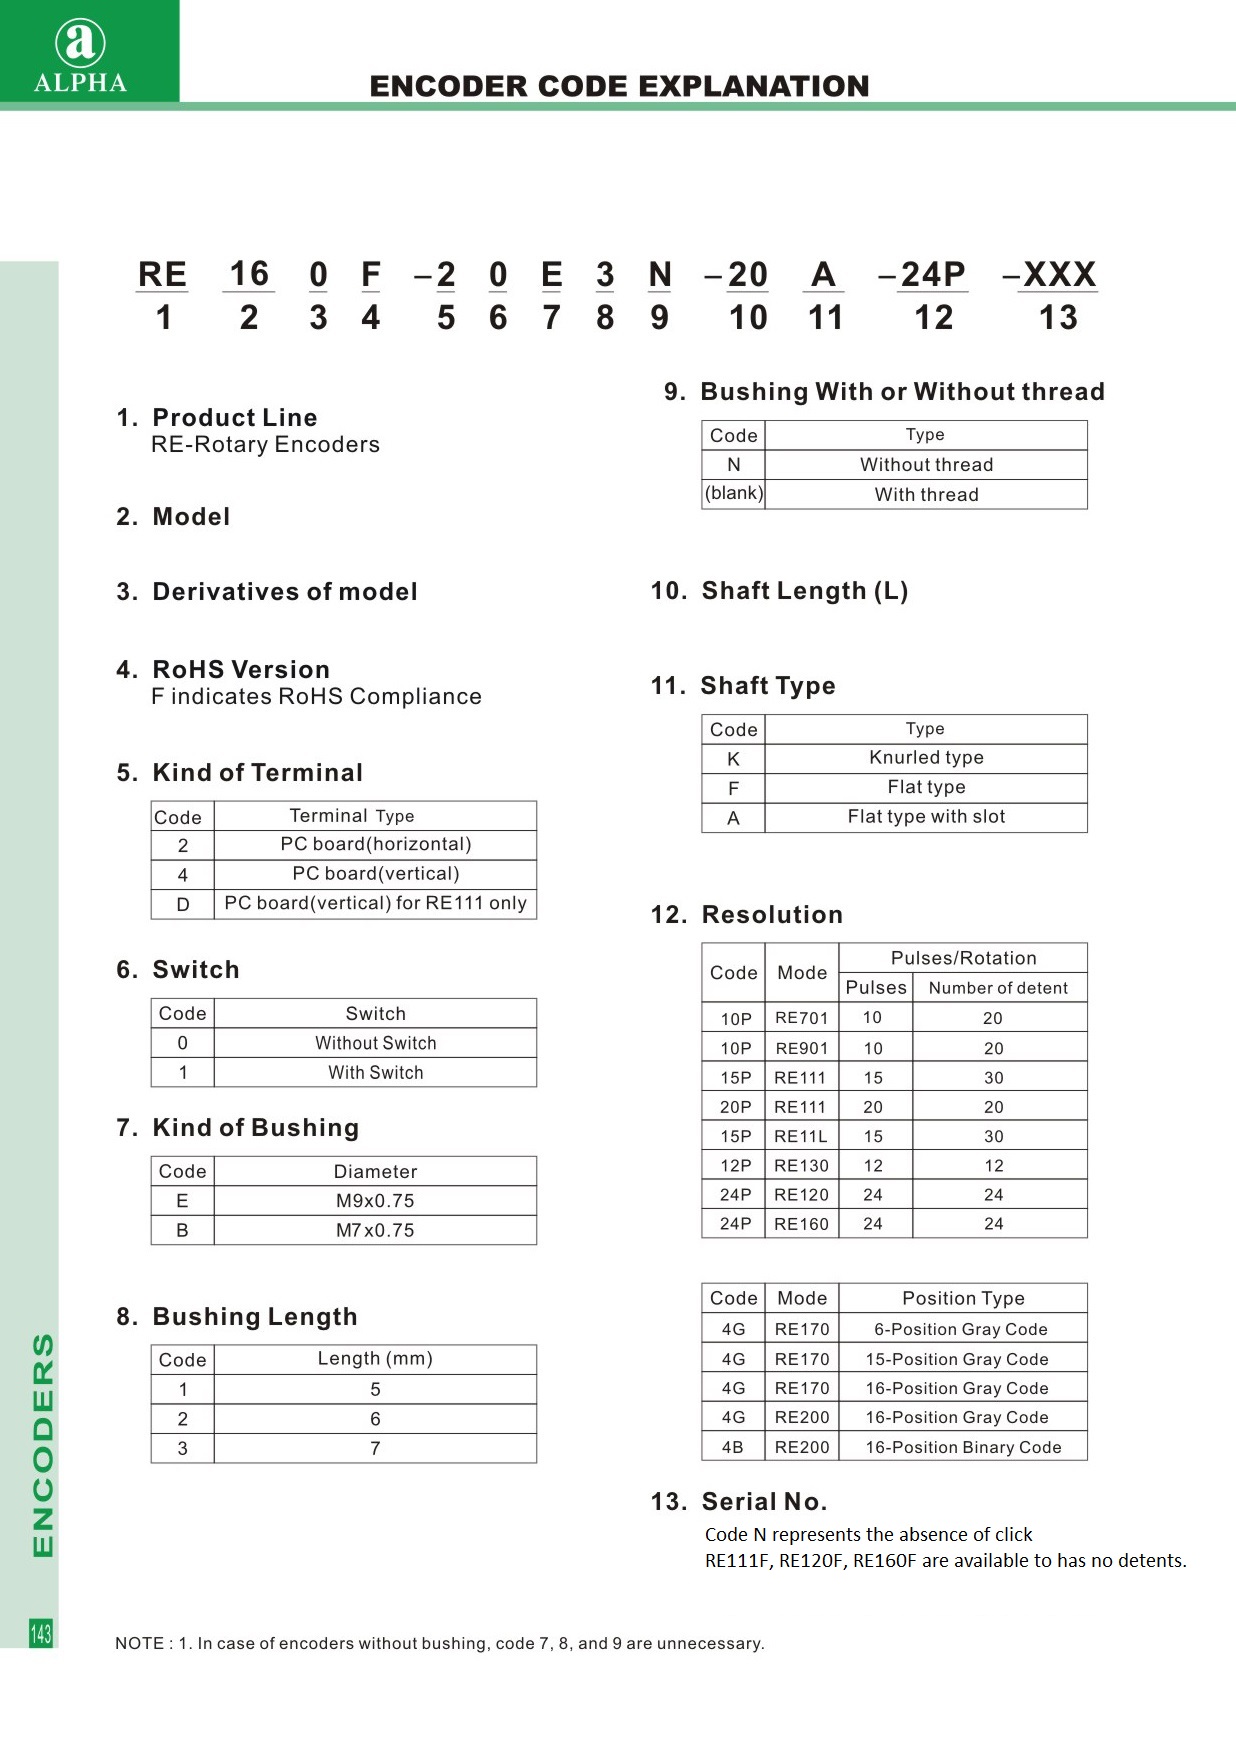 a
ALPHA
ENCODER CODE EXPLANATION
RE 16 0 F –2 0 E 3 N –20 A –24P –XXX
1 2 3 4 5 6 7 8 9 10 11 12 13
1. Product Line
RE-Rotary Encoders
2. Model
3. Derivatives of model
4. RoHS Version
F indicates RoHS Compliance
5. Kind of Terminal
Code Terminal Type
2 PC board(horizontal)
4 PC board(vertical)
D PC board(vertical) for RE111 only
6. Switch
Code Switch
0 Without Switch
1 With Switch
7. Kind of Bushing
Code Diameter
E M9x0.75
B M7x0.75
8. Bushing Length
Code Length (mm)
1 5
2 6
3 7
9. Bushing With or Without thread
Code Type
N Without thread
(blank) With thread
10. Shaft Length (L)
11. Shaft Type
Code Type
K Knurled type
F Flat type
A Flat type with slot
12. Resolution
Code Mode Pulses/Rotation
Pulses Number of detent
10P RE701 10 20
10P RE901 10 20
15P RE111 15 30
20P RE111 20 20
15P RE11L 15 30
12P RE130 12 12
24P RE120 24 24
24P RE160 24 24
Code Mode Position Type
4G RE170 6-Position Gray Code
4G RE170 15-Position Gray Code
4G RE170 16-Position Gray Code
4G RE200 16-Position Gray Code
4B RE200 16-Position Binary Code
13. Serial No.
Code N represents the absence of click
RE111F, RE120F, RE160F are available to has no detents.
ENCODERS
143
NOTE : 1. In case of encoders without bushing, code 7, 8, and 9 are unnecessary.